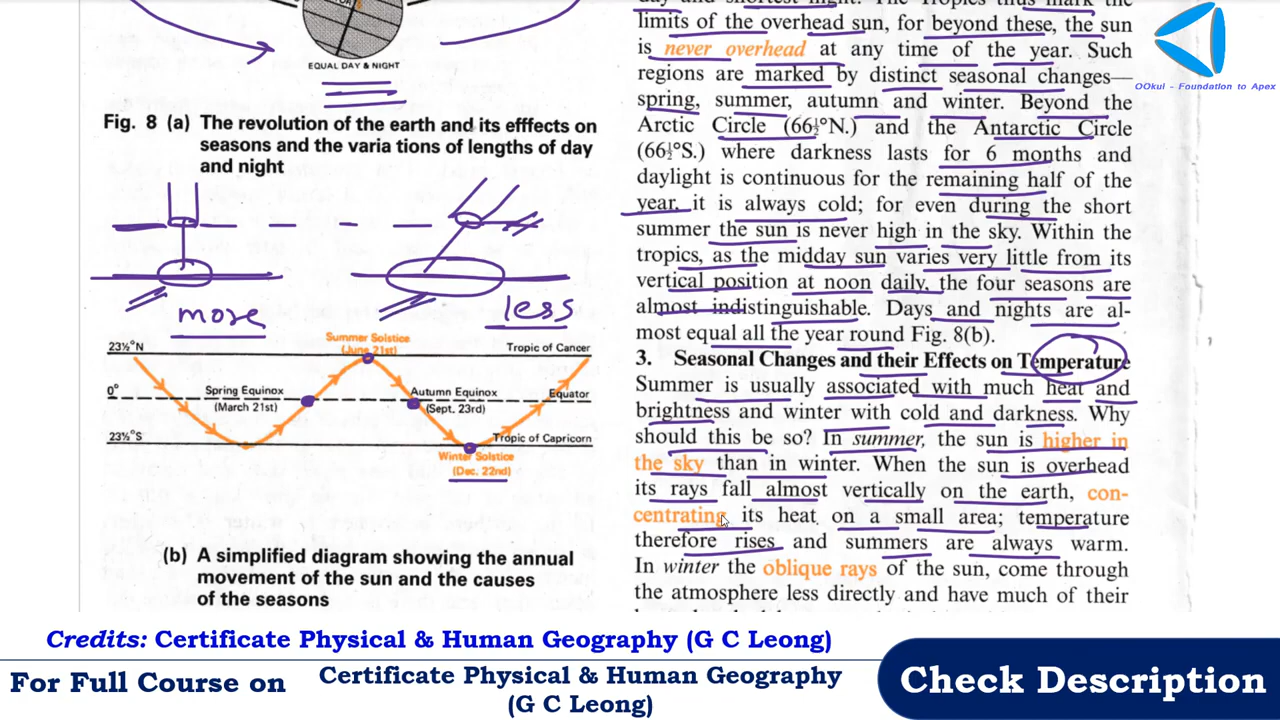 EQUAL DAY & NIGHT
Fig. 8 (a) The revolution of the earth and its efffects on
seasons and the varia tions of lengths of day
and night
more
less
Summer Solstice
(June 21st)
23½°N
Tropic of Cancer
Spring Equinox
(March 21st)
0°
Autumn Equinox
(Sept. 23rd)
Equator
23½°S
Tropic of Capricorn
Winter Solstice
(Dec. 22nd)
(b) A simplified diagram showing the annual
movement of the sun and the causes
of the seasons
limits of the overhead sun, for beyond these, the sun
is never overhead at any time of the year. Such
regions are marked by distinct seasonal changes—
spring, summer, autumn and winter. Beyond the
Arctic Circle (66½°N.) and the Antarctic Circle
(66½°S.) where darkness lasts for 6 months and
daylight is continuous for the remaining half of the
year, it is always cold; for even during the short
summer the sun is never high in the sky. Within the
tropics, as the midday sun varies very little from its
vertical position at noon daily, the four seasons are
almost indistinguishable. Days and nights are al-
most equal all the year round Fig. 8(b).
3. Seasonal Changes and their Effects on Temperature
Summer is usually associated with much heat and
brightness and winter with cold and darkness. Why
should this be so? In summer, the sun is higher in
the sky than in winter. When the sun is overhead
its rays fall almost vertically on the earth, con-
centrating its heat on a small area; temperature
therefore rises and summers are always warm.
In winter the oblique rays of the sun, come through
the atmosphere less directly and have much of their
OOkul - Foundation to Apex
Credits: Certificate Physical & Human Geography (G C Leong)
For Full Course on
Certificate Physical & Human Geography
(G C Leong)
Check Description